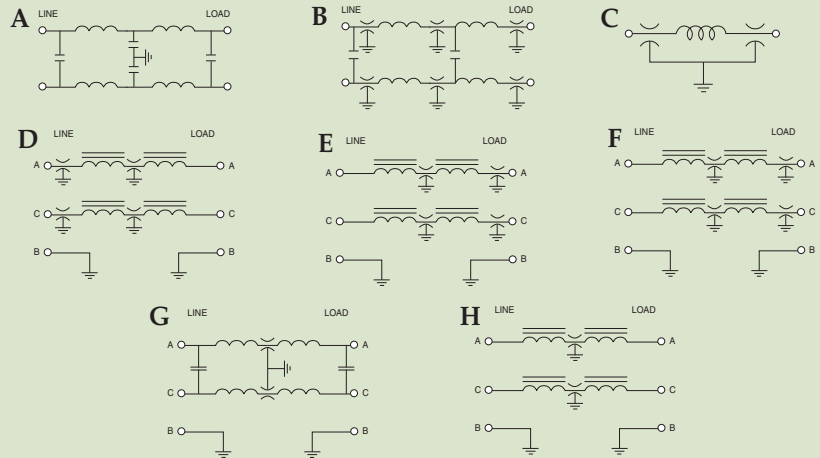 A LINE LOAD
B LINE LOAD
C
D LINE LOAD
A A
C C
B B
E LINE LOAD
A A
C C
B B
F LINE LOAD
A A
C C
B B
G LINE LOAD
A A
C C
B B
H LINE LOAD
A A
C C
B B